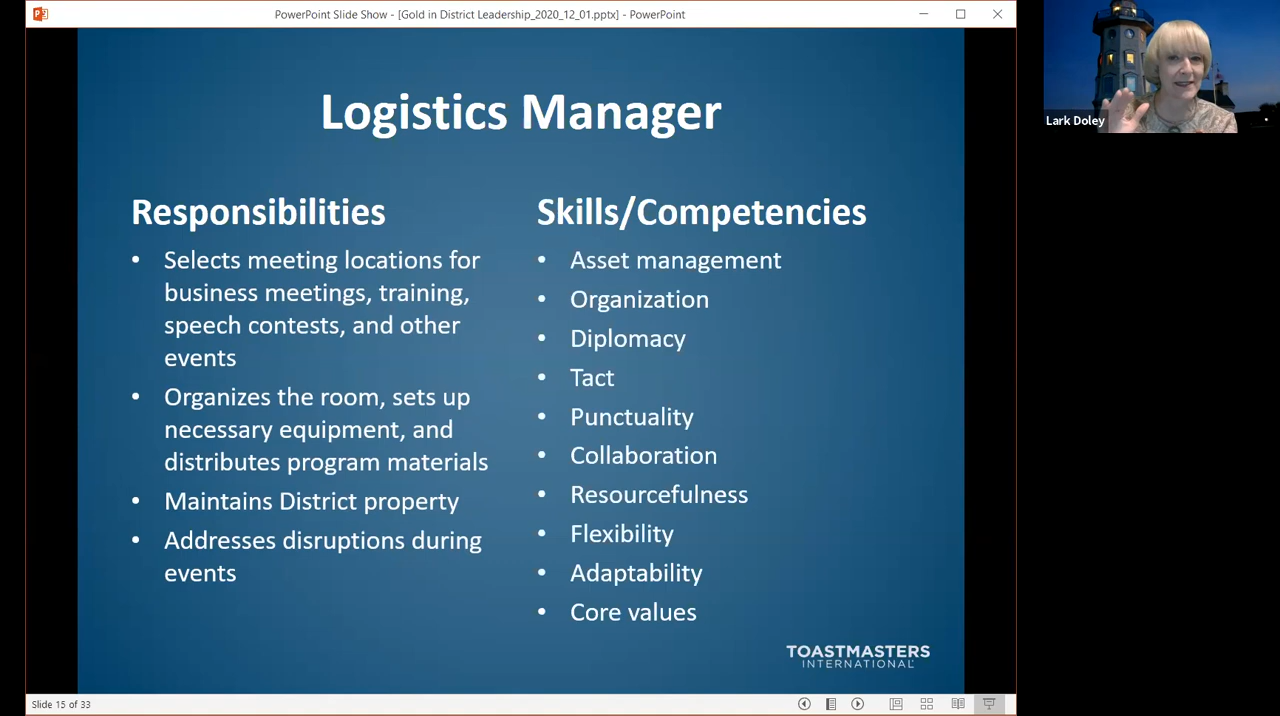 PowerPoint Slide Show - [Gold in District Leadership_2020_12_01.pptx] - PowerPoint
Logistics Manager
Responsibilities
• Selects meeting locations for
business meetings, training,
speech contests, and other
events
• Organizes the room, sets up
necessary equipment, and
distributes program materials
• Maintains District property
• Addresses disruptions during
events
Skills/Competencies
• Asset management
• Organization
• Diplomacy
• Tact
• Punctuality
• Collaboration
• Resourcefulness
• Flexibility
• Adaptability
• Core values
TOASTMASTERS
INTERNATIONAL
Slide 15 of 33
Lark Doley